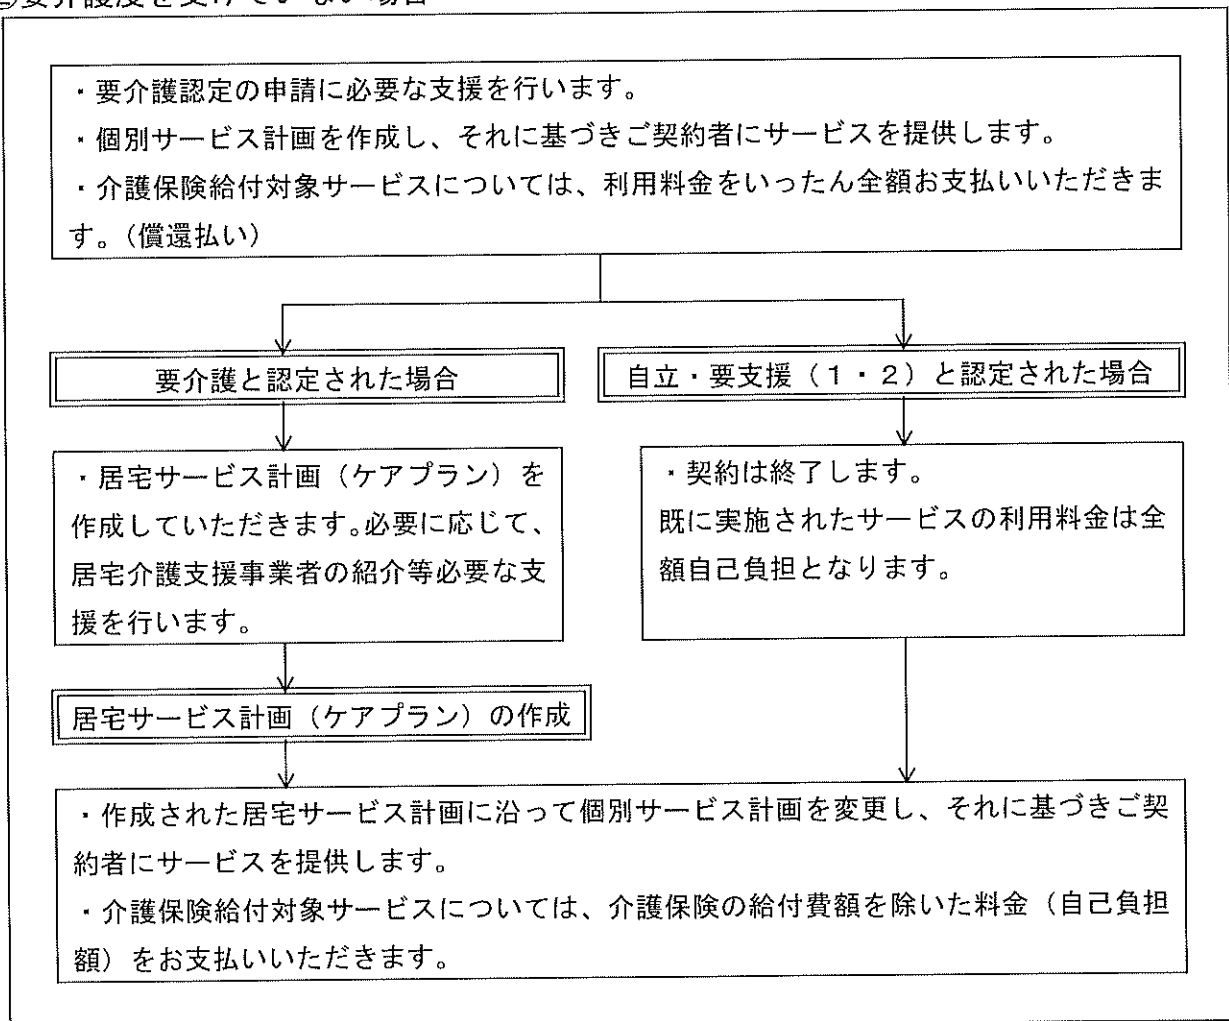 要介護度を受けていない場合
・要介護認定の申請に必要な支援を行います。
・個別サービス計画を作成し、それに基づきご契約者にサービスを提供します。
・介護保険給付対象サービスについては、利用料金をいったん全額お支払いいただきま
す。(償還払い)
要介護と認定された場合
自立・要支援(1・2)と認定された場合
・居宅サービス計画(ケアプラン)を
作成していただきます。必要に応じて、
居宅介護支援事業者の紹介等必要な支
援を行います。
・契約は終了します。
既に実施されたサービスの利用料金は全
額自己負担となります。
居宅サービス計画(ケアプラン)の作成
・作成された居宅サービス計画に沿って個別サービス計画を変更し、それに基づきご契
約者にサービスを提供します。
・介護保険給付対象サービスについては、介護保険の給付費額を除いた料金(自己負担
額)をお支払いいただきます。